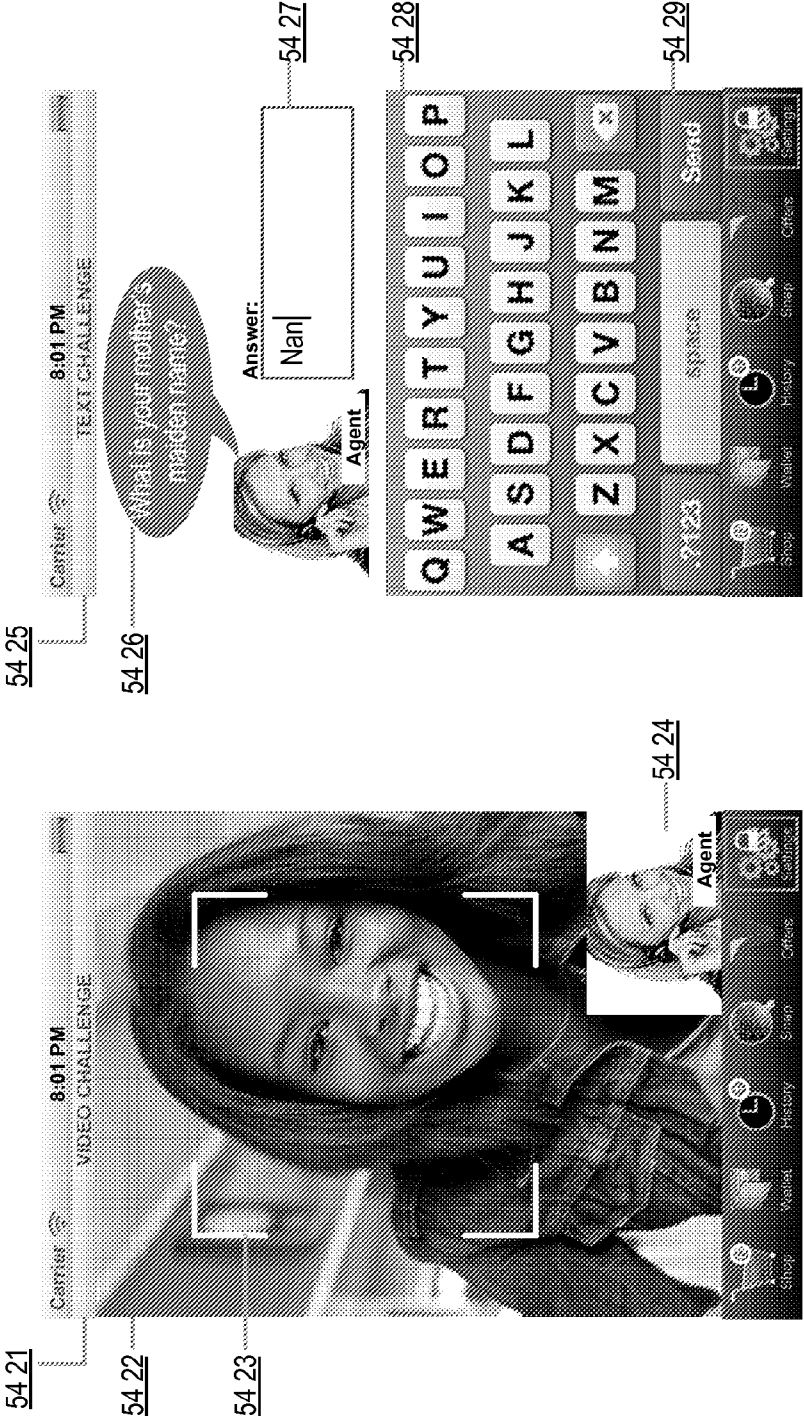 54 21
Carrier
8:01 PM
VIDEO CHALLENGE
54 22
54 23
54 24
Agent
Shop
Wallet
History
Snap
Offers
54 25
Carrier
8:01 PM
TEXT CHALLENGE
54 26
What is your mother's
maiden name?
54 27
Answer:
Nan
Agent
54 28
Q W E R T Y U I O P
A S D F G H J K L
Z X C V B N M
54 29
.?123
space
Send
Shop
Wallet
History
Snap
Offers
Settings